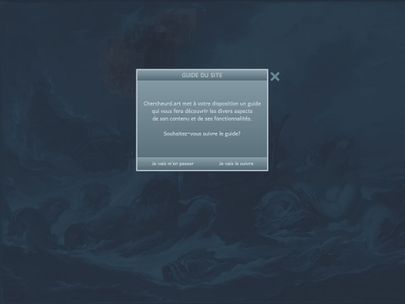 GUIDE DU SITE
Chercheurd.art met à votre disposition un guide
qui vous fera découvrir les divers aspects
de son contenu et de ses fonctionnalités.
Souhaitez-vous suivre le guide?
Je vais m'en passer
Je vais le suivre